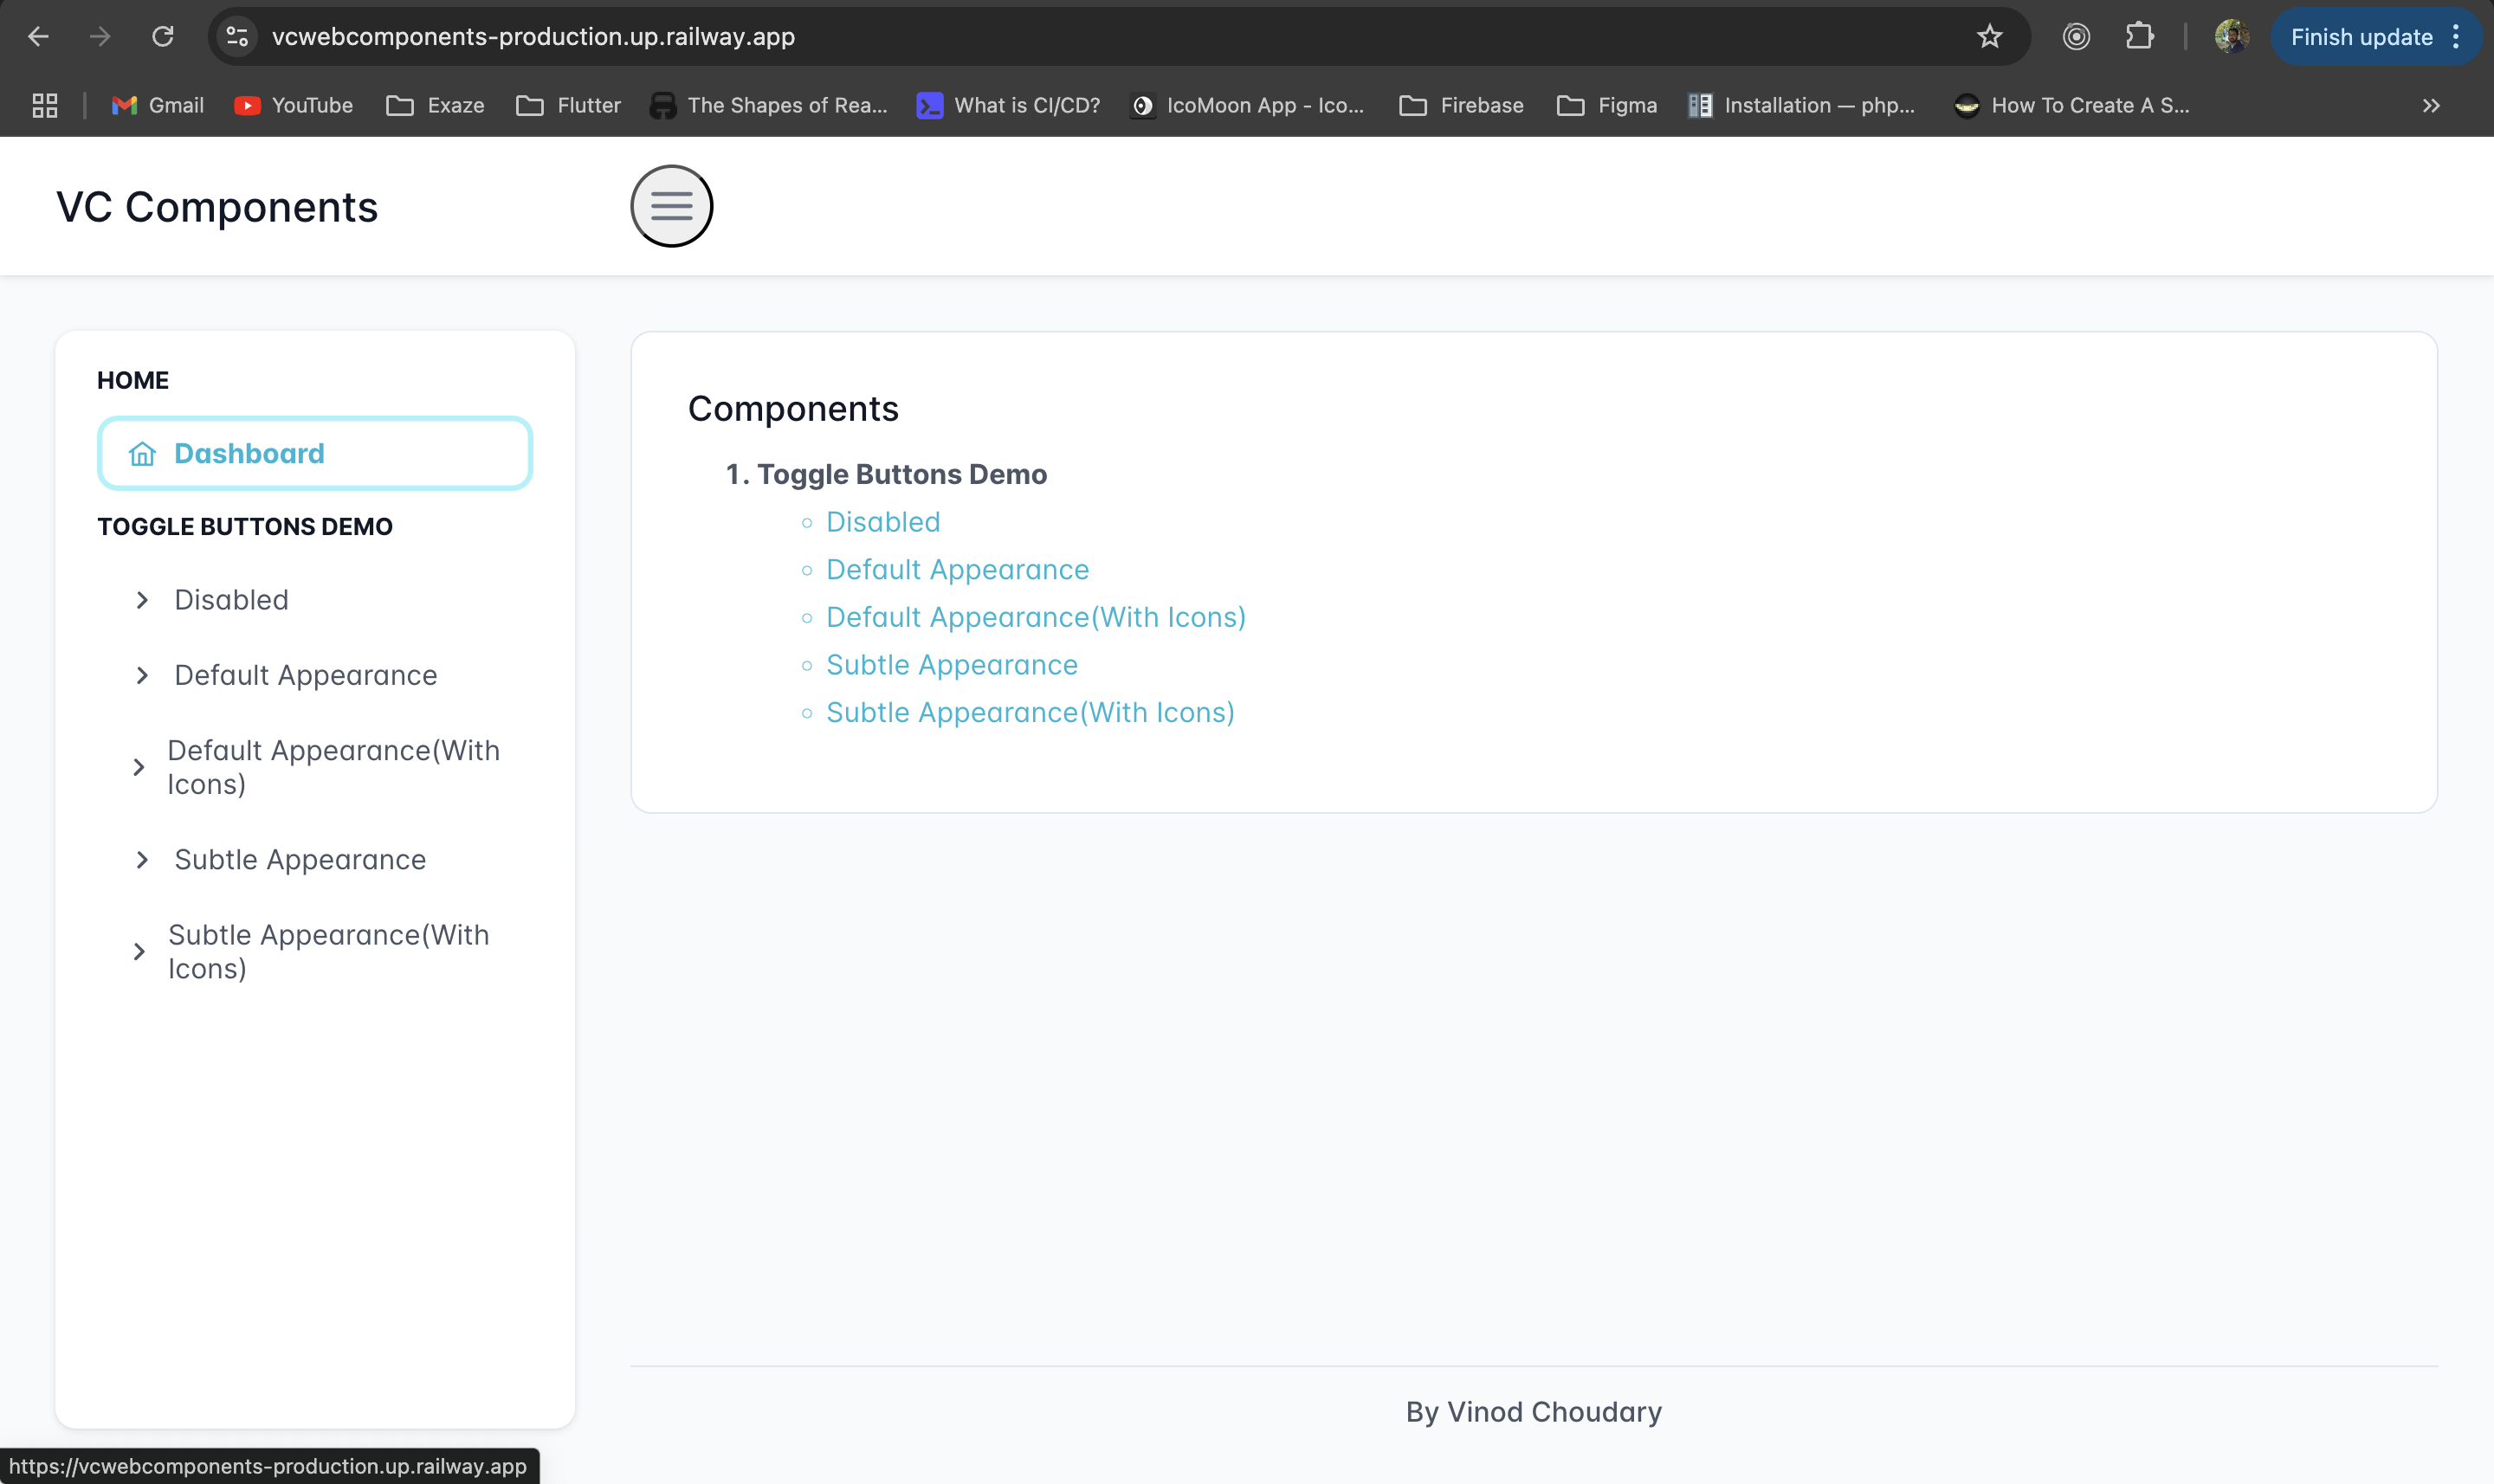 vcwebcomponents-production.up.railway.app
Finish update
Gmail
YouTube
Exaze
Flutter
The Shapes of Rea...
What is CI/CD?
IcoMoon App - Ico...
Firebase
Figma
Installation — php...
How To Create A S...
VC Components
HOME
Dashboard
TOGGLE BUTTONS DEMO
Disabled
Default Appearance
Default Appearance(With
Icons)
Subtle Appearance
Subtle Appearance(With
Icons)
Components
1. Toggle Buttons Demo
Disabled
Default Appearance
Default Appearance(With Icons)
Subtle Appearance
Subtle Appearance(With Icons)
By Vinod Choudary
https://vcwebcomponents-production.up.railway.app